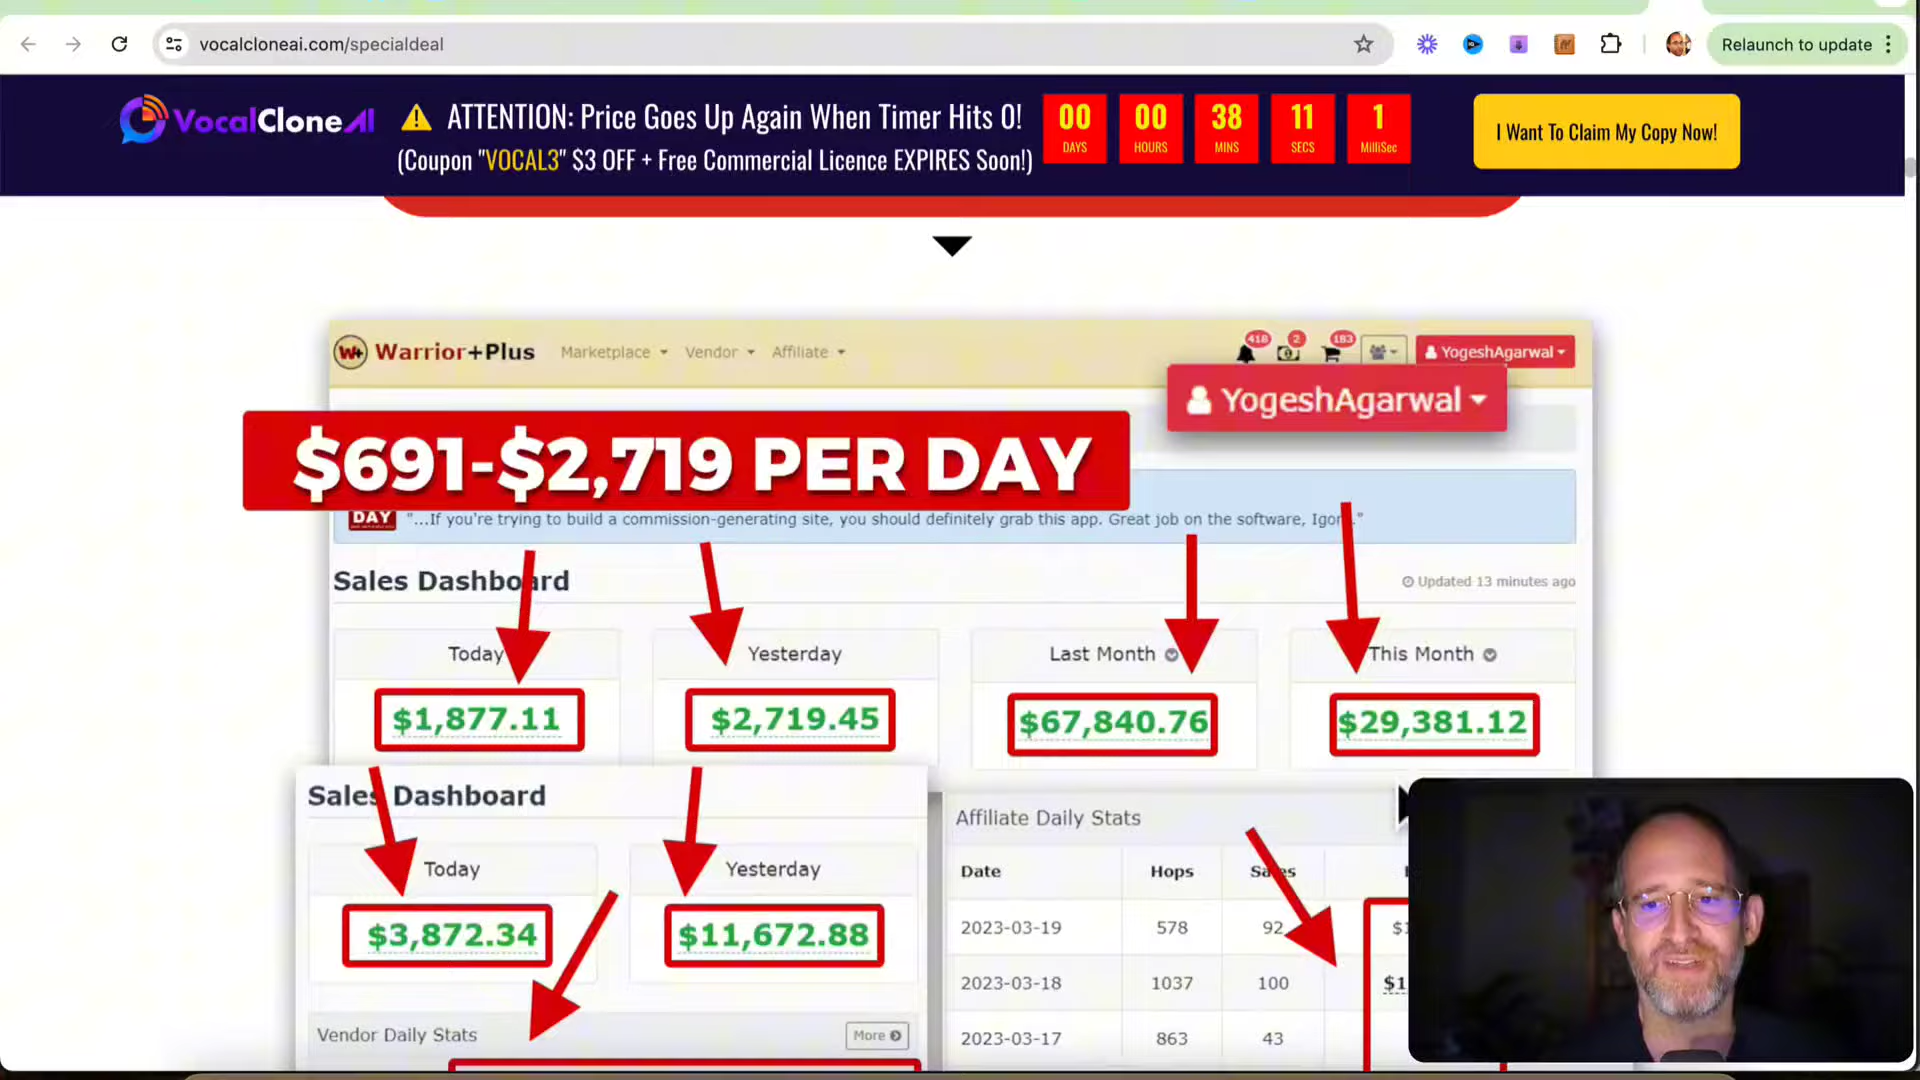 vocalcloneai.com/specialdeal
Relaunch to update
VocalCloneAI
ATTENTION: Price Goes Up Again When Timer Hits 0!
(Coupon "VOCAL3" $3 OFF + Free Commercial Licence EXPIRES Soon!)
00 00 38 11 1
DAYS HOURS MINS SECS MilliSec
I Want To Claim My Copy Now!
W+ Warrior+Plus Marketplace Vendor Affiliate
418 2 183
YogeshAgarwal
YogeshAgarwal
$691-$2,719 PER DAY
DAY "...If you're trying to build a commission-generating site, you should definitely grab this app. Great job on the software,
Sales Dashboard
Updated 13 minutes ago
Today Yesterday Last Month This Month
$1,877.11 $2,719.45 $67,840.76 $29,381.12
Sales Dashboard
Today Yesterday
$3,872.34 $11,672.88
Vendor Daily Stats More
Affiliate Daily Stats
Date Hops Sales
2023-03-19 578 92
2023-03-18 1037 100
2023-03-17 863 43